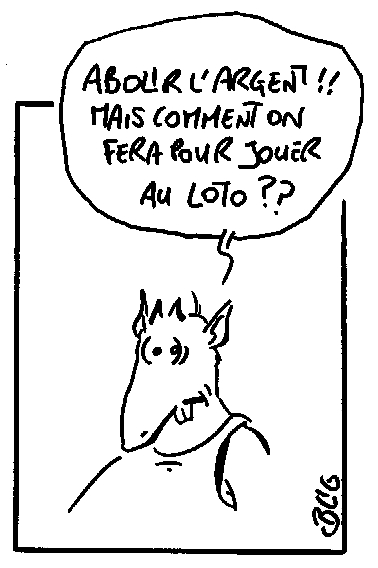 ABOLIR L'ARGENT!!
MAIS COMMENT ON
FERA POUR JOUER
AU LOTO ??